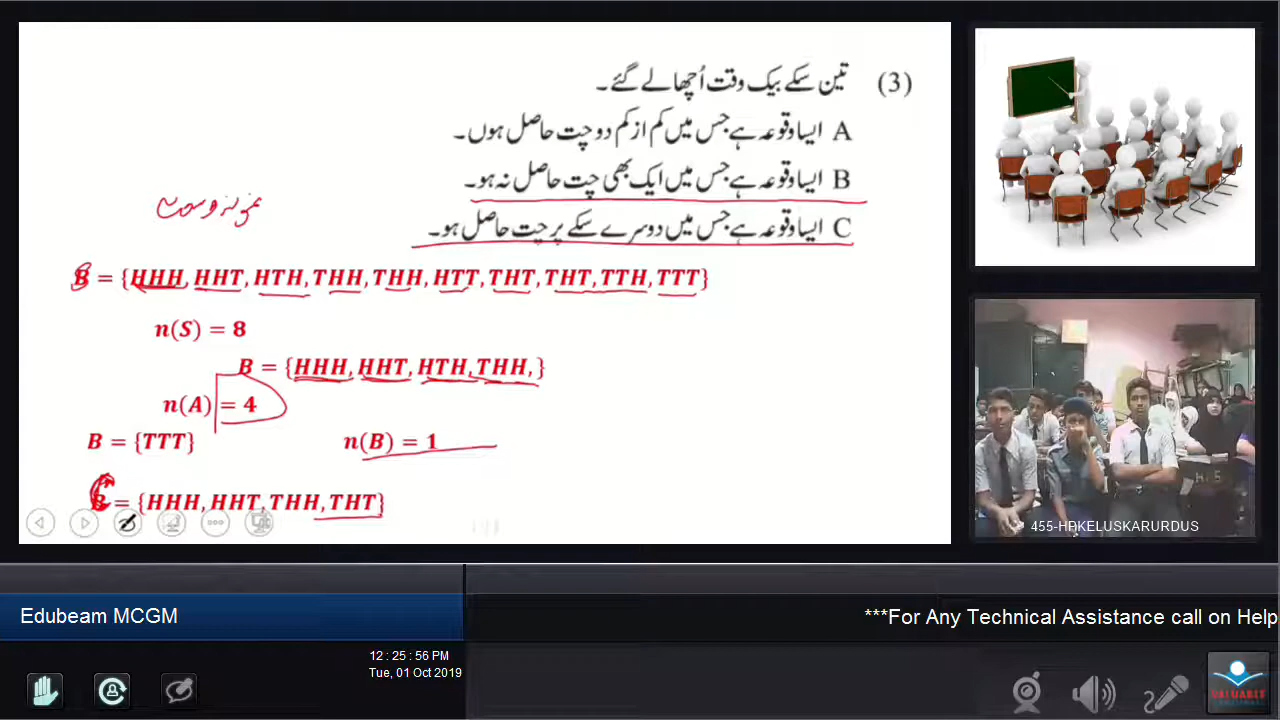 (3) تین سکے بیک وقت اُچھالے گئے۔
A ایسا وقوعہ ہے جس میں کم از کم دو چت حاصل ہوں۔
B ایسا وقوعہ ہے جس میں ایک بھی چت حاصل نہ ہو۔
C ایسا وقوعہ ہے جس میں دوسرے سکے پر چت حاصل ہو۔
= {HHH, HHT, HTH, THH, THH, HTT, THT, THT, TTH, TTT}
n(S) = 8
B = {HHH, HHT, HTH, THH, }
n(A) = 4
B = {TTT} n(B) = 1
C = {HHH, HHT, THH, THT}
455-HPKELUSKARURDUS
Edubeam MCGM
***For Any Technical Assistance call on Help
12 : 25 : 56 PM
Tue, 01 Oct 2019
VALUABLE